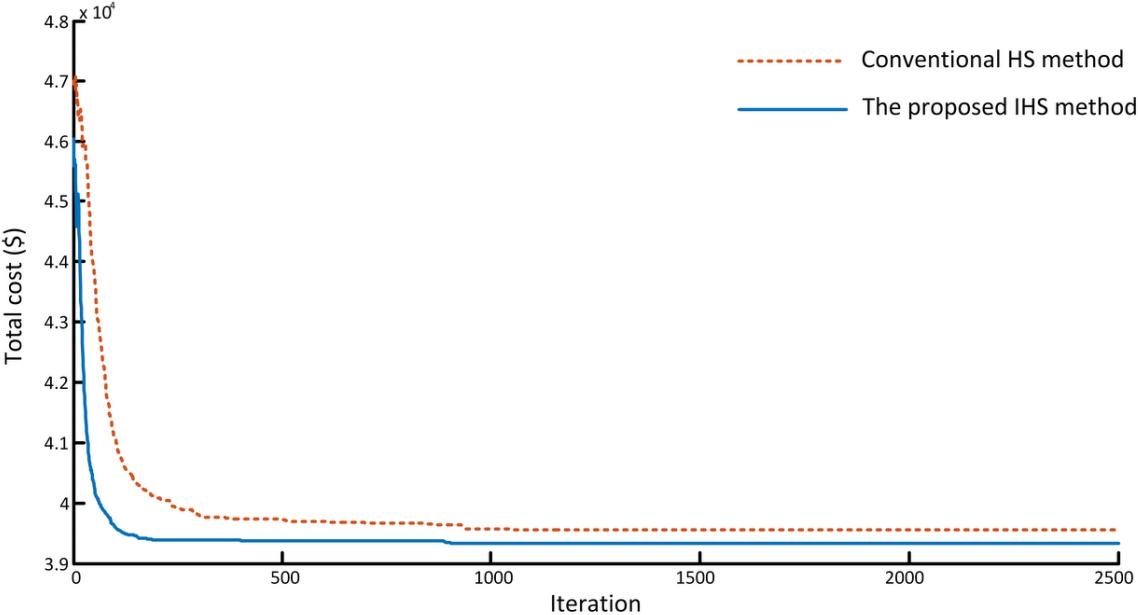 x 10⁴
4.8
4.7
4.6
4.5
4.4
4.3
4.2
4.1
4
3.9
Total cost ($)
Conventional HS method
The proposed IHS method
0 500 1000 1500 2000 2500
Iteration